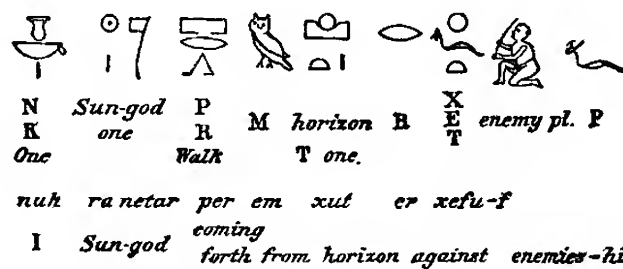 N Sun-god P X
K one R M horizon R E enemy pl. F
One Walk T one. T
nuk ra netar per em xut er xefu-f
I Sun-god coming
forth from horizon against enemies-hi